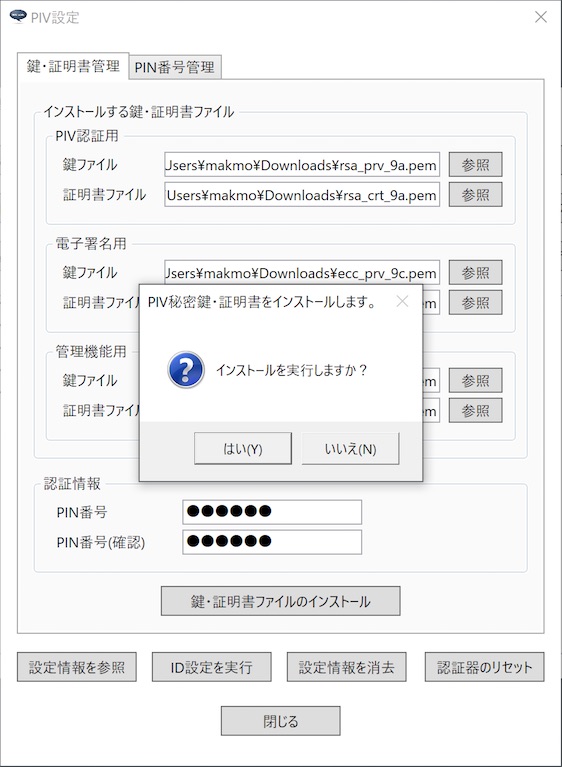 PIV設定
鍵・証明書管理
PIN番号管理
インストールする鍵・証明書ファイル
PIV認証用
鍵ファイル
Users¥makmo¥Downloads¥rsa_prv_9a.pem
参照
証明書ファイル
Users¥makmo¥Downloads¥rsa_crt_9a.pem
参照
電子署名用
鍵ファイル
Users¥makmo¥Downloads¥ecc_prv_9c.pem
参照
証明書ファイル
em
参照
管理機能用
鍵ファイル
em
参照
証明書ファイル
em
参照
PIV秘密鍵・証明書をインストールします。
インストールを実行しますか？
はい(Y)
いいえ(N)
認証情報
PIN番号
●●●●●●
PIN番号(確認)
●●●●●●
鍵・証明書ファイルのインストール
設定情報を参照
ID設定を実行
設定情報を消去
認証器のリセット
閉じる